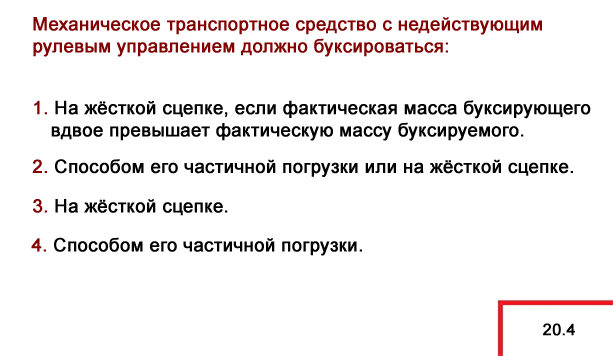 Механическое транспортное средство с недействующим
рулевым управлением должно буксироваться:
1. На жёсткой сцепке, если фактическая масса буксирующего
вдвое превышает фактическую массу буксируемого.
2. Способом его частичной погрузки или на жёсткой сцепке.
3. На жёсткой сцепке.
4. Способом его частичной погрузки.
20.4